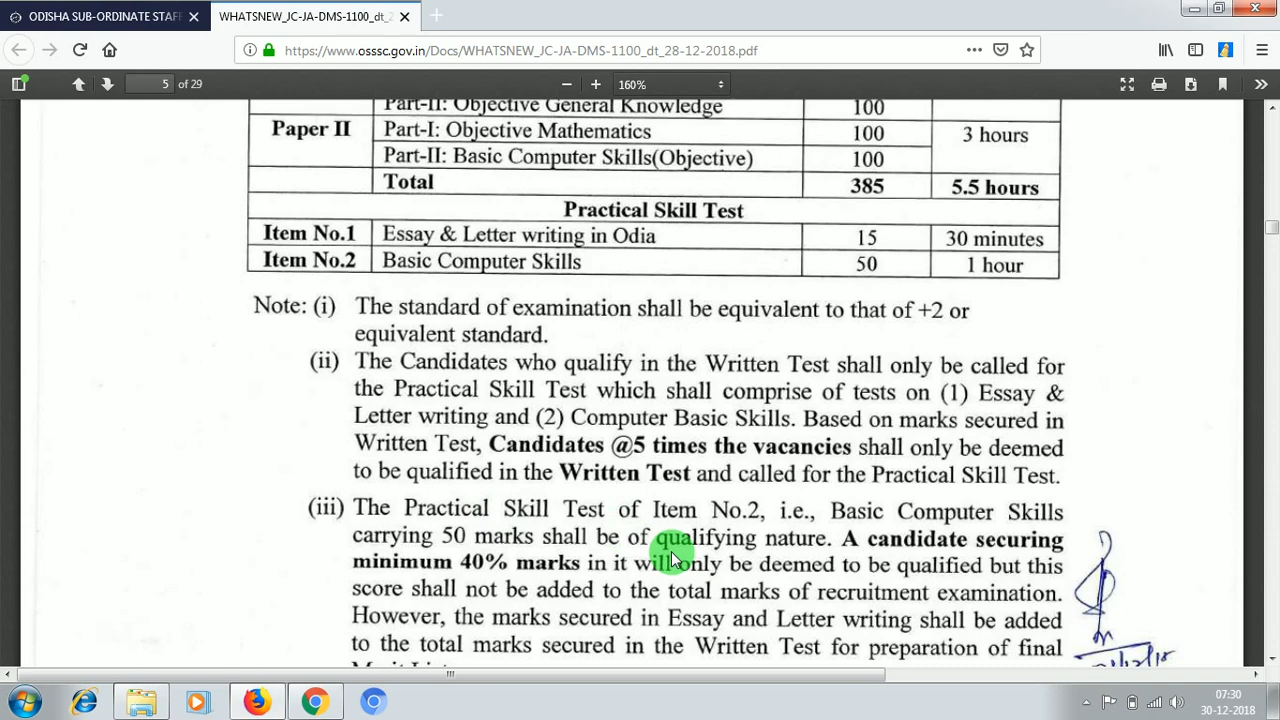 ODISHA SUB-ORDINATE STAFF
WHATSNEW_JC-JA-DMS-1100_dt_2
https://www.osssc.gov.in/Docs/WHATSNEW_JC-JA-DMS-1100_dt_28-12-2018.pdf
5 of 29
160%
Part-II: Objective General Knowledge 100
Paper II Part-I: Objective Mathematics 100 3 hours
Part-II: Basic Computer Skills(Objective) 100
Total 385 5.5 hours
Practical Skill Test
Item No.1 Essay & Letter writing in Odia 15 30 minutes
Item No.2 Basic Computer Skills 50 1 hour
Note: (i) The standard of examination shall be equivalent to that of +2 or
equivalent standard.
(ii) The Candidates who qualify in the Written Test shall only be called for
the Practical Skill Test which shall comprise of tests on (1) Essay &
Letter writing and (2) Computer Basic Skills. Based on marks secured in
Written Test, Candidates @5 times the vacancies shall only be deemed
to be qualified in the Written Test and called for the Practical Skill Test.
(iii) The Practical Skill Test of Item No.2, i.e., Basic Computer Skills
carrying 50 marks shall be of qualifying nature. A candidate securing
minimum 40% marks in it will only be deemed to be qualified but this
score shall not be added to the total marks of recruitment examination.
However, the marks secured in Essay and Letter writing shall be added
to the total marks secured in the Written Test for preparation of final
07:30
30-12-2018